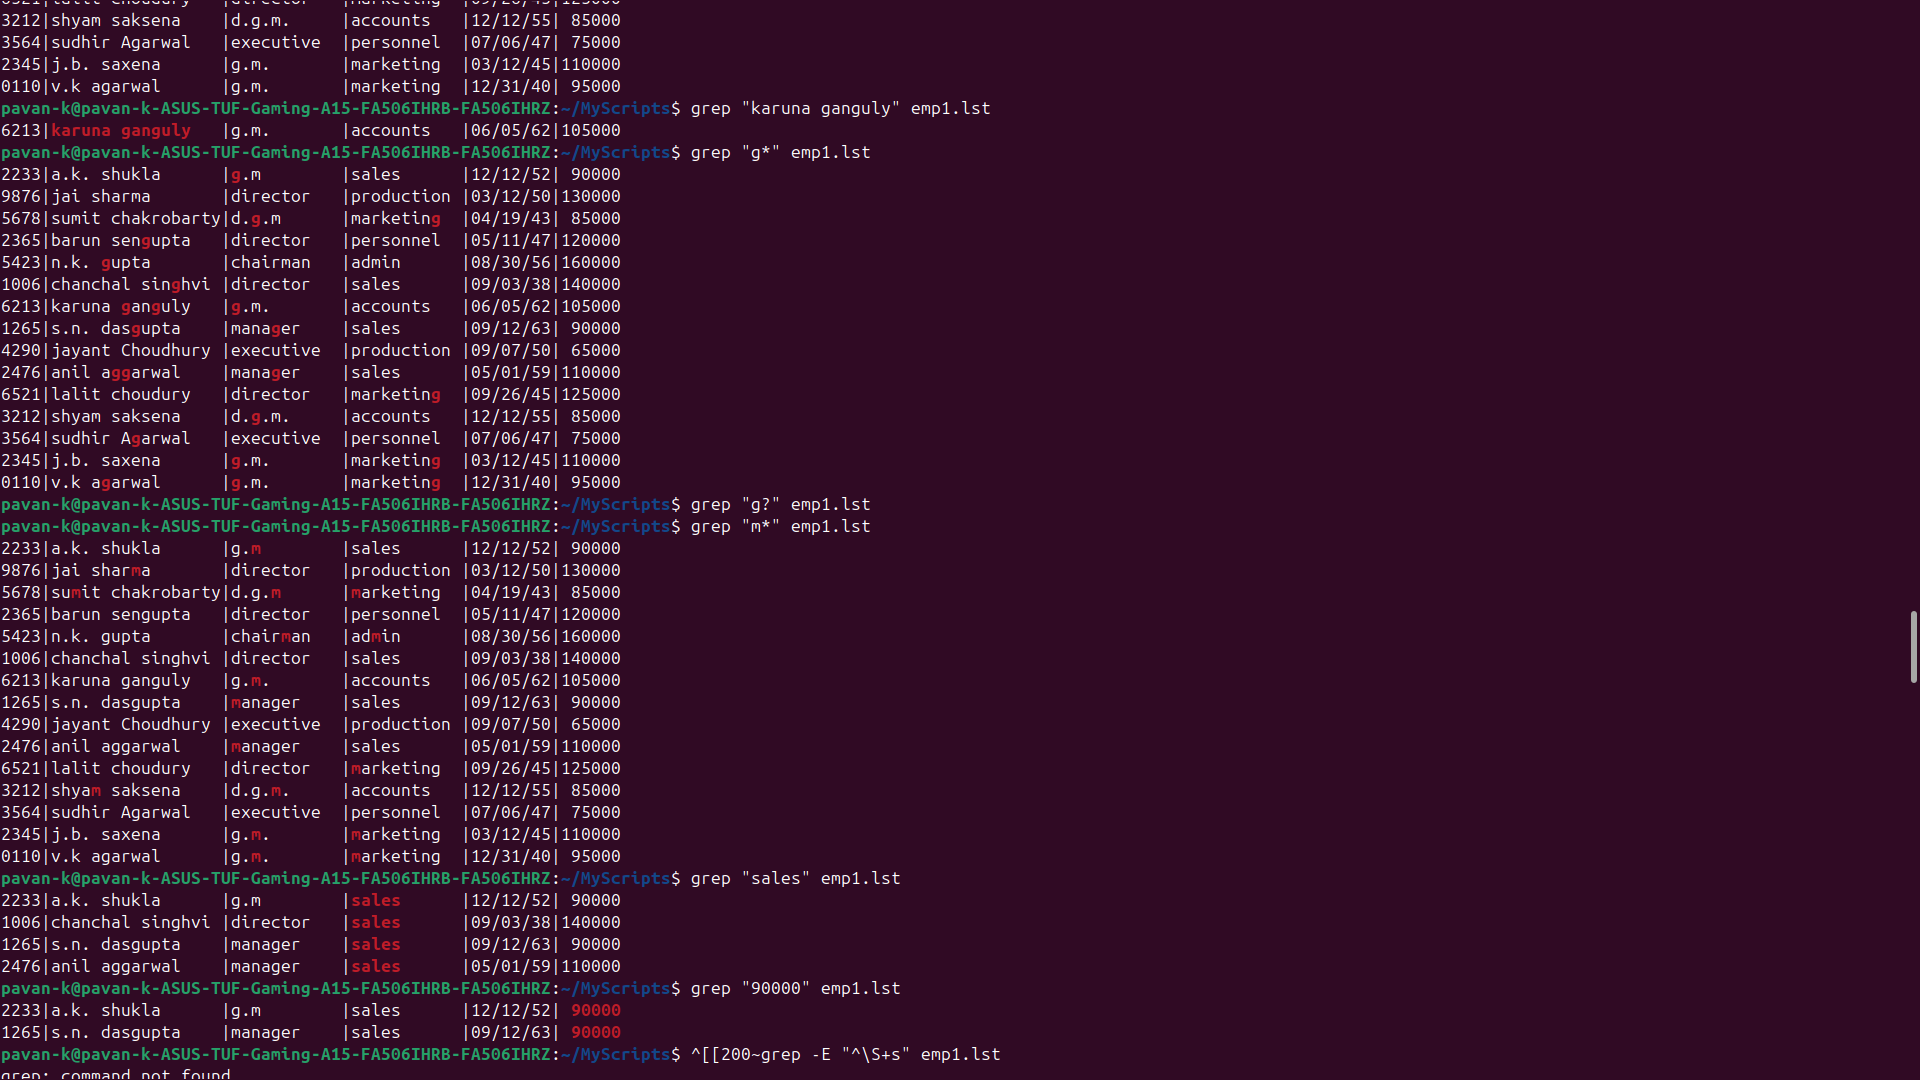 6521|lalit choudury   |director   |marketing  |09/26/45|125000
3212|shyam saksena    |d.g.m.     |accounts   |12/12/55| 85000
3564|sudhir Agarwal   |executive  |personnel  |07/06/47| 75000
2345|j.b. saxena      |g.m.       |marketing  |03/12/45|110000
0110|v.k agarwal      |g.m.       |marketing  |12/31/40| 95000
pavan-k@pavan-k-ASUS-TUF-Gaming-A15-FA506IHRB-FA506IHRZ:~/MyScripts$ grep "karuna ganguly" emp1.lst
6213|karuna ganguly   |g.m.       |accounts   |06/05/62|105000
pavan-k@pavan-k-ASUS-TUF-Gaming-A15-FA506IHRB-FA506IHRZ:~/MyScripts$ grep "g*" emp1.lst
2233|a.k. shukla      |g.m        |sales      |12/12/52| 90000
9876|jai sharma       |director   |production |03/12/50|130000
5678|sumit chakrobarty|d.g.m      |marketing  |04/19/43| 85000
2365|barun sengupta   |director   |personnel  |05/11/47|120000
5423|n.k. gupta       |chairman   |admin      |08/30/56|160000
1006|chanchal singhvi |director   |sales      |09/03/38|140000
6213|karuna ganguly   |g.m.       |accounts   |06/05/62|105000
1265|s.n. dasgupta    |manager    |sales      |09/12/63| 90000
4290|jayant Choudhury |executive  |production |09/07/50| 65000
2476|anil aggarwal    |manager    |sales      |05/01/59|110000
6521|lalit choudury   |director   |marketing  |09/26/45|125000
3212|shyam saksena    |d.g.m.     |accounts   |12/12/55| 85000
3564|sudhir Agarwal   |executive  |personnel  |07/06/47| 75000
2345|j.b. saxena      |g.m.       |marketing  |03/12/45|110000
0110|v.k agarwal      |g.m.       |marketing  |12/31/40| 95000
pavan-k@pavan-k-ASUS-TUF-Gaming-A15-FA506IHRB-FA506IHRZ:~/MyScripts$ grep "g?" emp1.lst
pavan-k@pavan-k-ASUS-TUF-Gaming-A15-FA506IHRB-FA506IHRZ:~/MyScripts$ grep "m*" emp1.lst
2233|a.k. shukla      |g.m        |sales      |12/12/52| 90000
9876|jai sharma       |director   |production |03/12/50|130000
5678|sumit chakrobarty|d.g.m      |marketing  |04/19/43| 85000
2365|barun sengupta   |director   |personnel  |05/11/47|120000
5423|n.k. gupta       |chairman   |admin      |08/30/56|160000
1006|chanchal singhvi |director   |sales      |09/03/38|140000
6213|karuna ganguly   |g.m.       |accounts   |06/05/62|105000
1265|s.n. dasgupta    |manager    |sales      |09/12/63| 90000
4290|jayant Choudhury |executive  |production |09/07/50| 65000
2476|anil aggarwal    |manager    |sales      |05/01/59|110000
6521|lalit choudury   |director   |marketing  |09/26/45|125000
3212|shyam saksena    |d.g.m.     |accounts   |12/12/55| 85000
3564|sudhir Agarwal   |executive  |personnel  |07/06/47| 75000
2345|j.b. saxena      |g.m.       |marketing  |03/12/45|110000
0110|v.k agarwal      |g.m.       |marketing  |12/31/40| 95000
pavan-k@pavan-k-ASUS-TUF-Gaming-A15-FA506IHRB-FA506IHRZ:~/MyScripts$ grep "sales" emp1.lst
2233|a.k. shukla      |g.m        |sales      |12/12/52| 90000
1006|chanchal singhvi |director   |sales      |09/03/38|140000
1265|s.n. dasgupta    |manager    |sales      |09/12/63| 90000
2476|anil aggarwal    |manager    |sales      |05/01/59|110000
pavan-k@pavan-k-ASUS-TUF-Gaming-A15-FA506IHRB-FA506IHRZ:~/MyScripts$ grep "90000" emp1.lst
2233|a.k. shukla      |g.m        |sales      |12/12/52| 90000
1265|s.n. dasgupta    |manager    |sales      |09/12/63| 90000
pavan-k@pavan-k-ASUS-TUF-Gaming-A15-FA506IHRB-FA506IHRZ:~/MyScripts$ ^[[200~grep -E "^\S+s" emp1.lst
grep: command not found